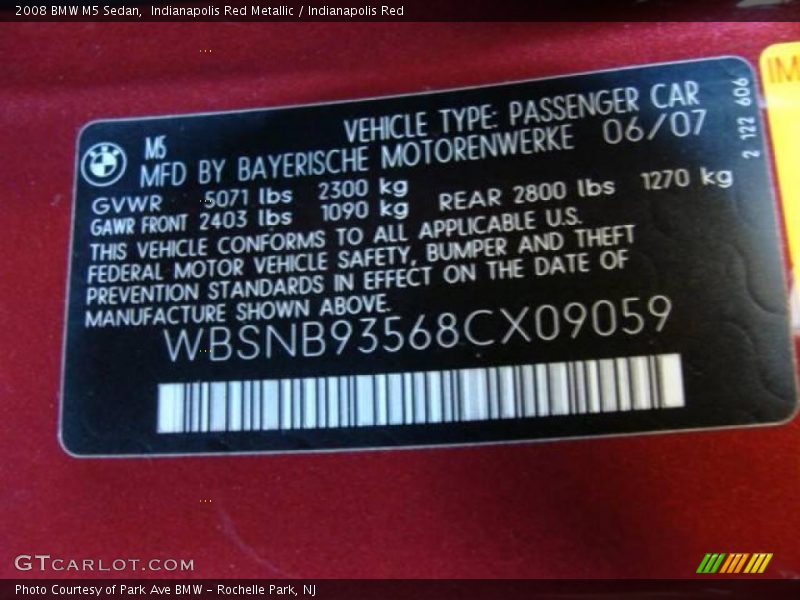 2008 BMW M5 Sedan, Indianapolis Red Metallic / Indianapolis Red
IM
2 122 606
BMW
M5
VEHICLE TYPE: PASSENGER CAR
MFD BY BAYERISCHE MOTORENWERKE 06/07
GVWR 5071 lbs 2300 kg
GAWR FRONT 2403 lbs 1090 kg REAR 2800 lbs 1270 kg
THIS VEHICLE CONFORMS TO ALL APPLICABLE U.S.
FEDERAL MOTOR VEHICLE SAFETY, BUMPER AND THEFT
PREVENTION STANDARDS IN EFFECT ON THE DATE OF
MANUFACTURE SHOWN ABOVE.
WBSNB93568CX09059
GTCARLOT.COM
Photo Courtesy of Park Ave BMW - Rochelle Park, NJ